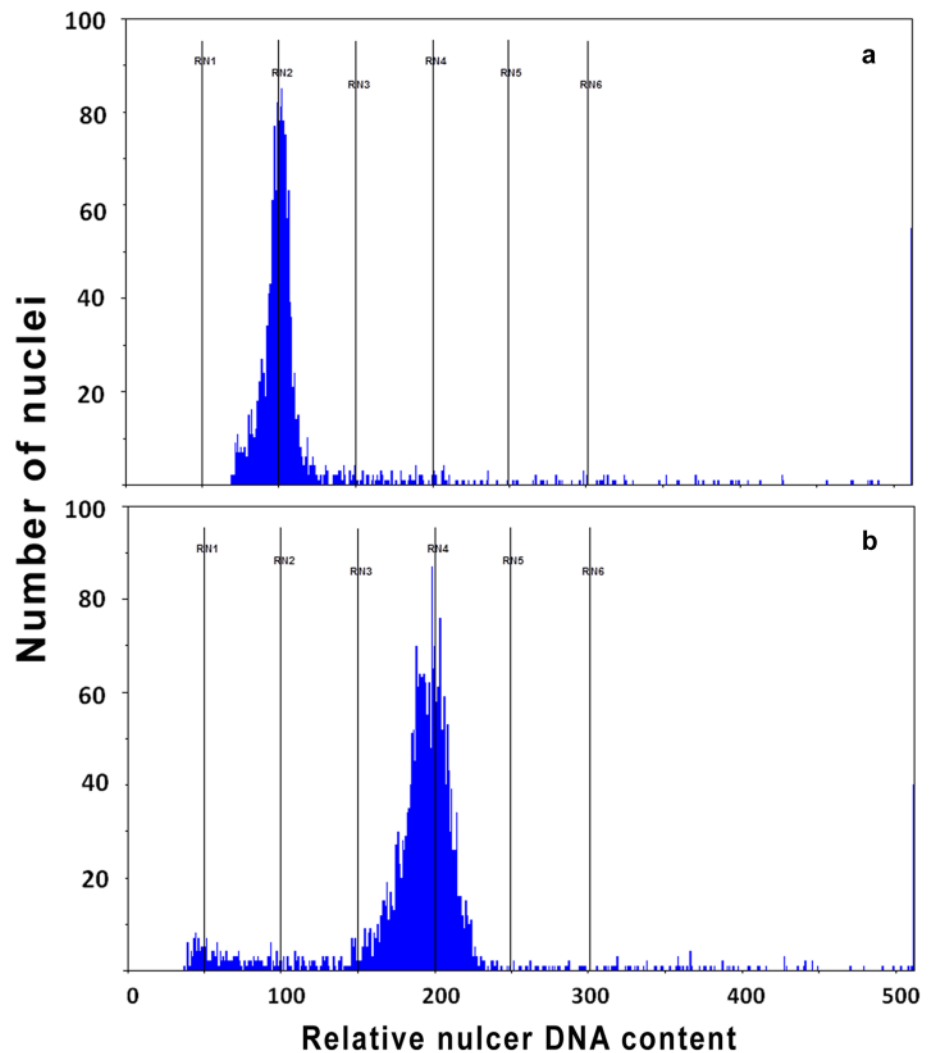 Number of nuclei
100
80
60
40
20
a
RN1
RN2
RN3
RN4
RN5
RN6
100
80
60
40
20
b
RN1
RN2
RN3
RN4
RN5
RN6
0 100 200 300 400 500
Relative nulcer DNA content